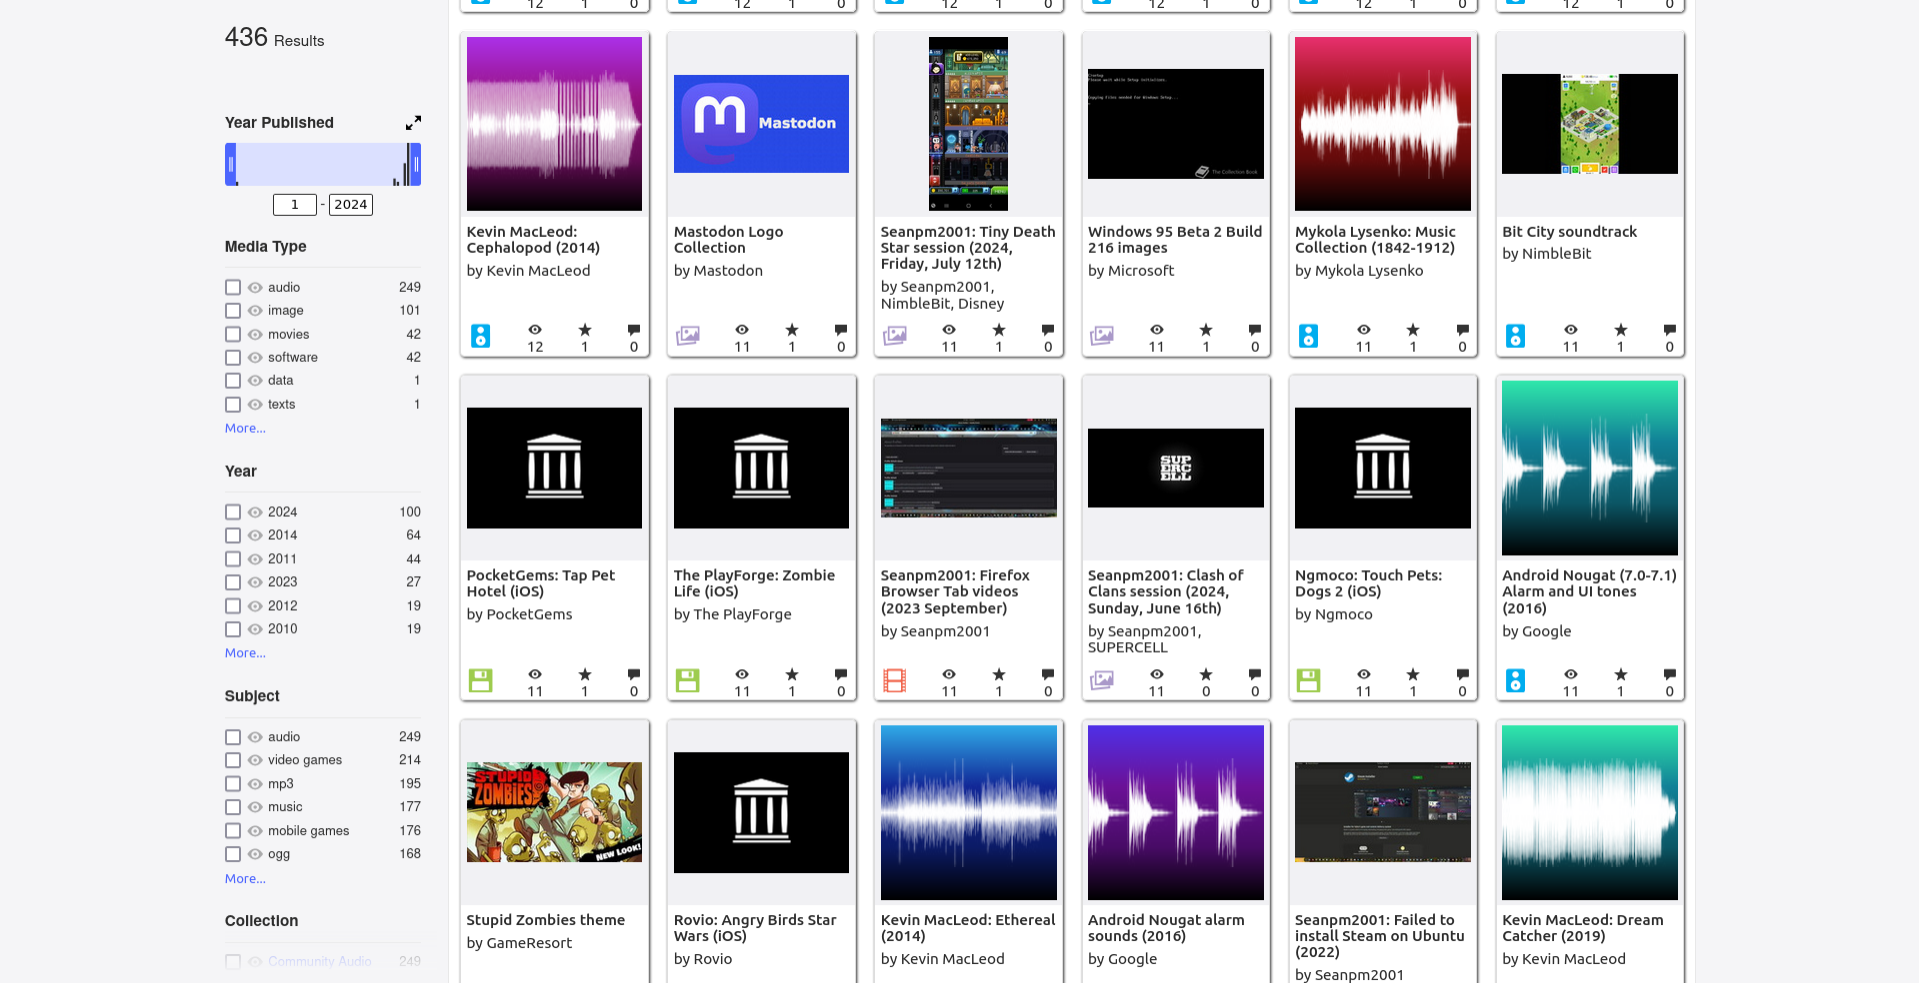 436 Results
Year Published
1 - 2024
Media Type
audio 249
image 101
movies 42
software 42
data 1
texts 1
More...
Year
2024 100
2014 64
2011 44
2023 27
2012 19
2010 19
More...
Subject
audio 249
video games 214
mp3 195
music 177
mobile games 176
ogg 168
More...
Collection
Community Audio 249
12 1 0
12 1 0
12 1 0
12 1 0
12 1 0
12 1 0
Kevin MacLeod:
Cephalopod (2014)
by Kevin MacLeod
12 1 0
Mastodon
Mastodon Logo
Collection
by Mastodon
11 1 0
Seanpm2001: Tiny Death
Star session (2024,
Friday, July 12th)
by Seanpm2001,
NimbleBit, Disney
11 1 0
Please wait while Setup initializes.
Copying files needed for Windows Setup...
The Collection Book
Windows 95 Beta 2 Build
216 images
by Microsoft
11 1 0
Mykola Lysenko: Music
Collection (1842-1912)
by Mykola Lysenko
11 1 0
Bit City soundtrack
by NimbleBit
11 1 0
PocketGems: Tap Pet
Hotel (iOS)
by PocketGems
11 1 0
The PlayForge: Zombie
Life (iOS)
by The PlayForge
11 1 0
Seanpm2001: Firefox
Browser Tab videos
(2023 September)
by Seanpm2001
11 1 0
SUP
ERC
ELL
Seanpm2001: Clash of
Clans session (2024,
Sunday, June 16th)
by Seanpm2001,
SUPERCELL
11 0 0
Ngmoco: Touch Pets:
Dogs 2 (iOS)
by Ngmoco
11 1 0
Android Nougat (7.0-7.1)
Alarm and UI tones
(2016)
by Google
11 1 0
STUPID
ZOMBIES
NEW LOOK!
Stupid Zombies theme
by GameResort
Rovio: Angry Birds Star
Wars (iOS)
by Rovio
Kevin MacLeod: Ethereal
(2014)
by Kevin MacLeod
Android Nougat alarm
sounds (2016)
by Google
Seanpm2001: Failed to
install Steam on Ubuntu
(2022)
by Seanpm2001
Kevin MacLeod: Dream
Catcher (2019)
by Kevin MacLeod